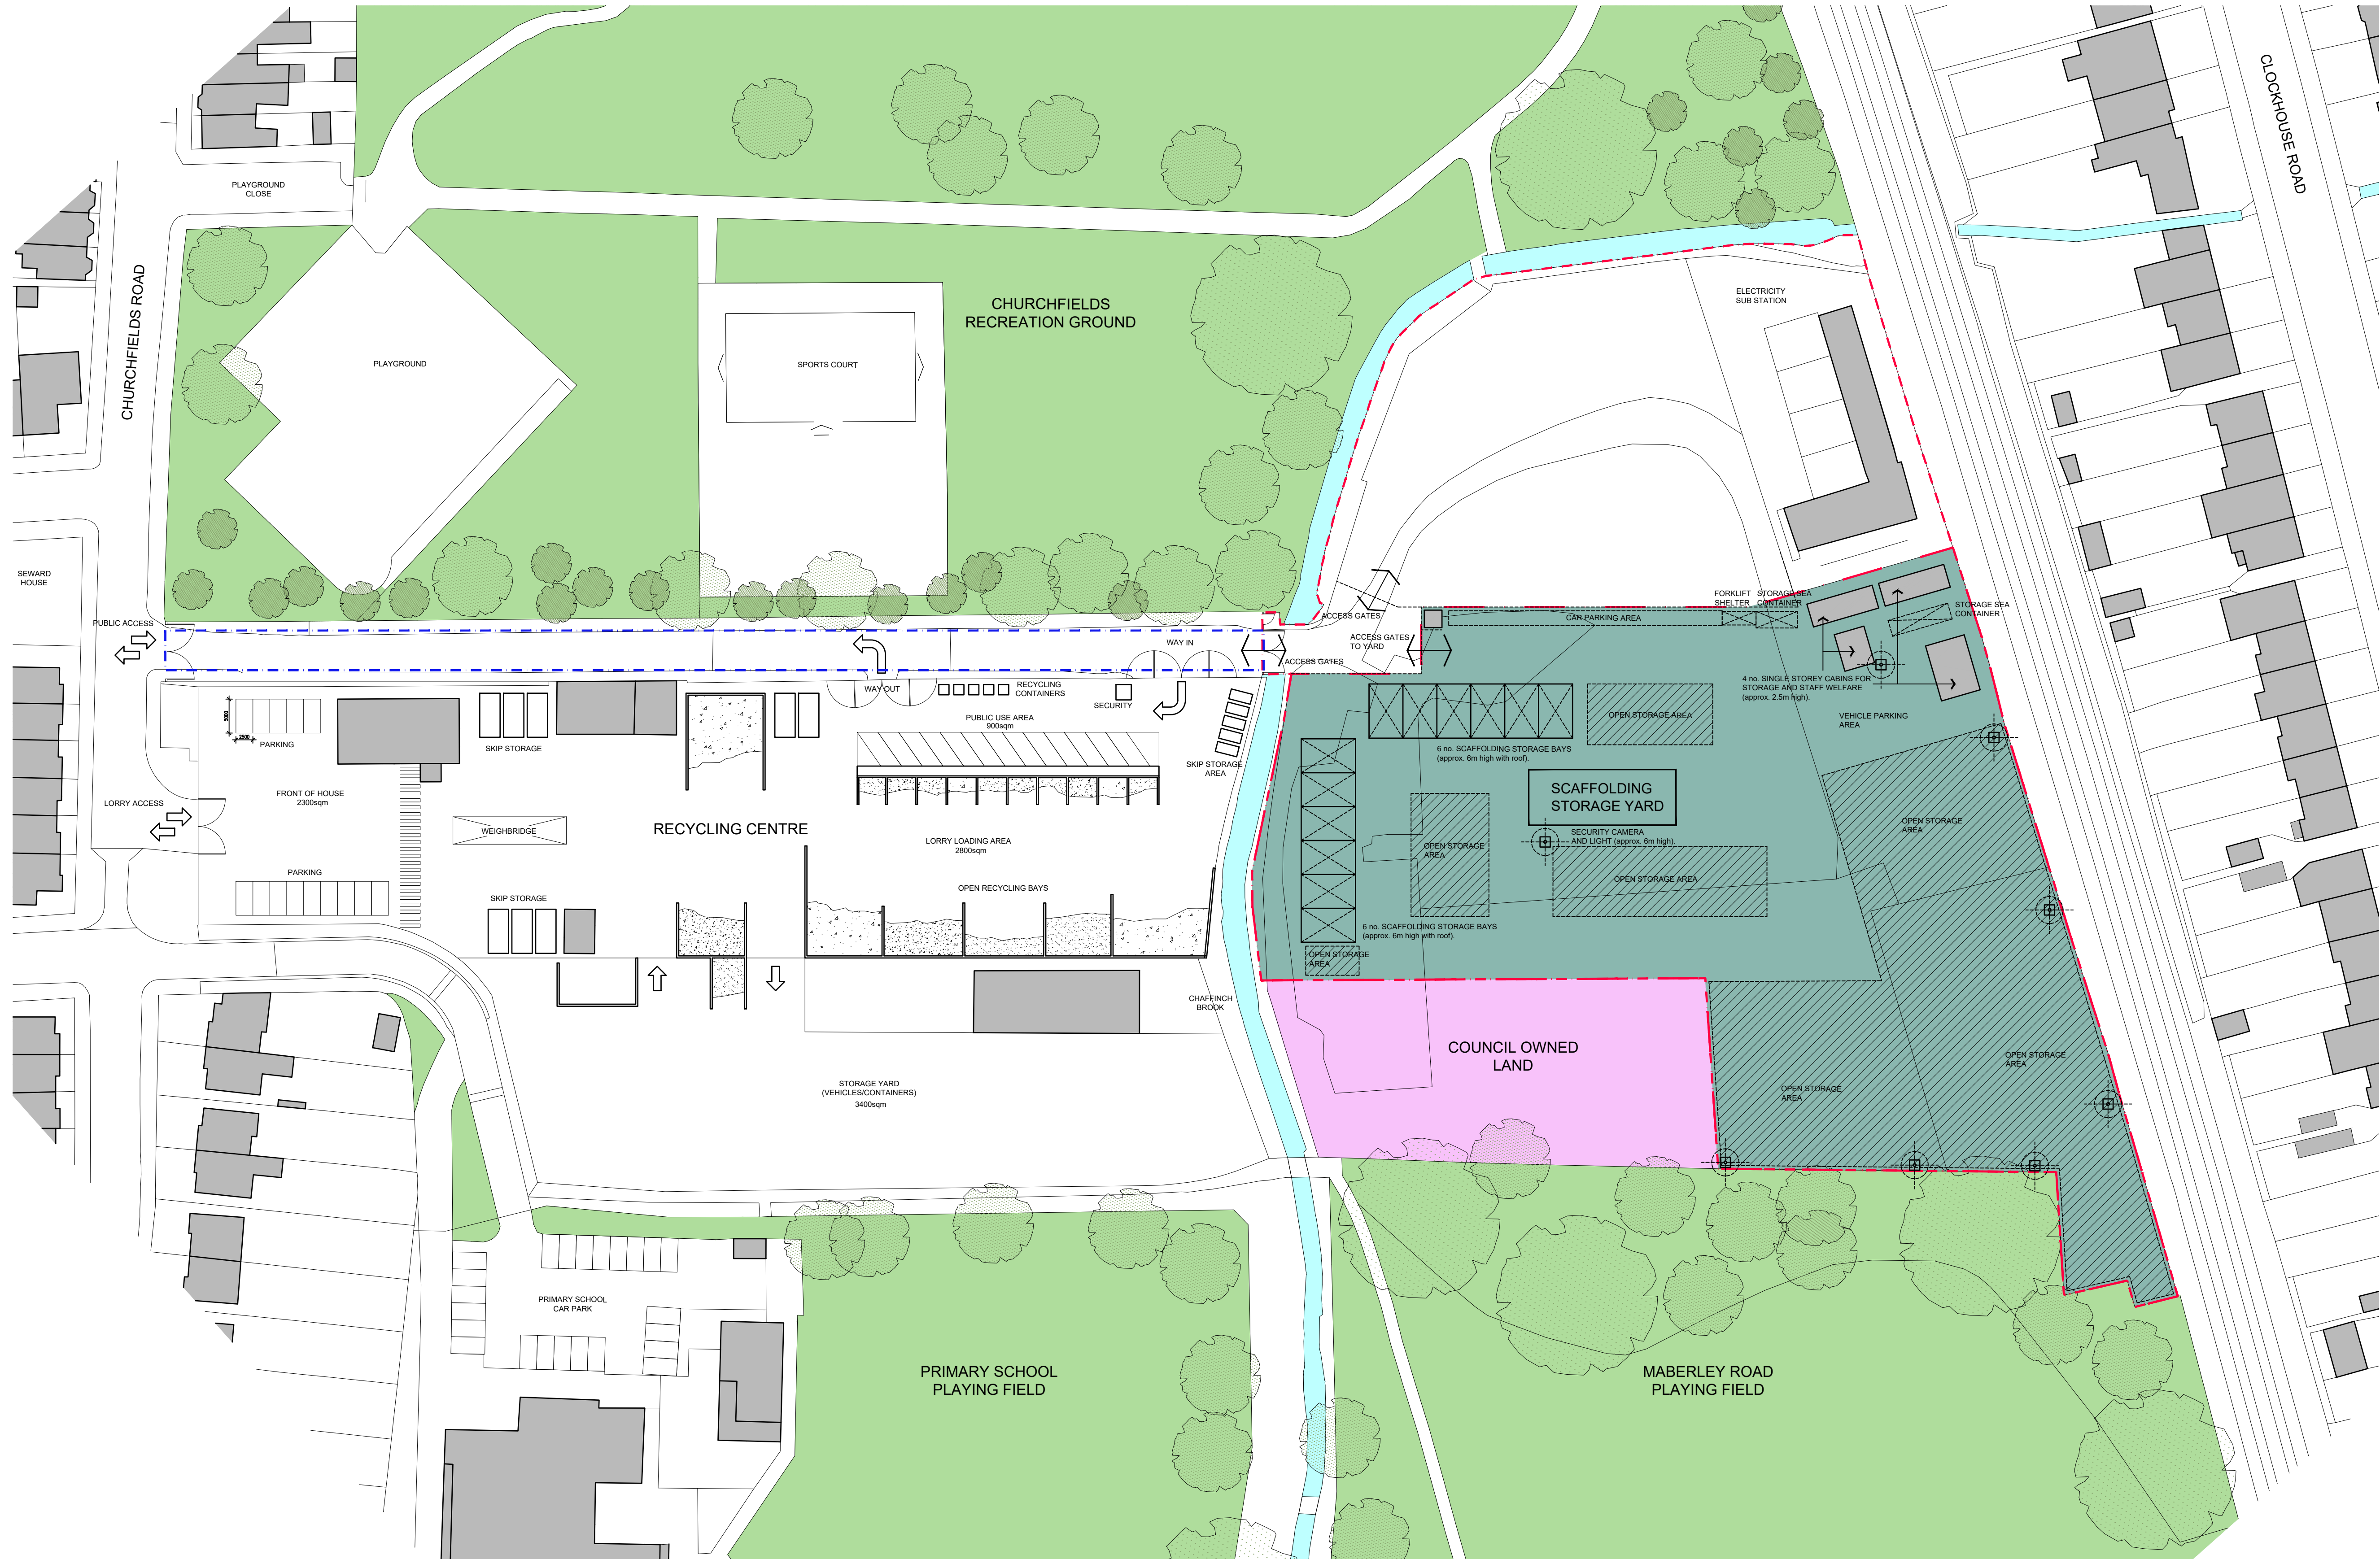 CLOCKHOUSE ROAD
PLAYGROUND
CLOSE
CHURCHFIELDS ROAD
CHURCHFIELDS
RECREATION GROUND
ELECTRICITY
SUB STATION
PLAYGROUND
SPORTS COURT
SEWARD
HOUSE
PUBLIC ACCESS
WAY IN
ACCESS GATES
ACCESS GATES
TO YARD
ACCESS GATES
CAR PARKING AREA
FORKLIFT
SHELTER
STORAGE SEA
CONTAINER
STORAGE SEA
CONTAINER
4 no. SINGLE STOREY CABINS FOR
STORAGE AND STAFF WELFARE
(approx. 2.5m high).
VEHICLE PARKING
AREA
WAY OUT
RECYCLING
CONTAINERS
SECURITY
5000
2500
PARKING
SKIP STORAGE
PUBLIC USE AREA
900sqm
SKIP STORAGE
AREA
OPEN STORAGE AREA
6 no. SCAFFOLDING STORAGE BAYS
(approx. 6m high with roof).
FRONT OF HOUSE
2300sqm
LORRY ACCESS
WEIGHBRIDGE
RECYCLING CENTRE
LORRY LOADING AREA
2800sqm
SCAFFOLDING
STORAGE YARD
SECURITY CAMERA
AND LIGHT (approx. 6m high).
OPEN STORAGE
AREA
OPEN STORAGE
AREA
OPEN STORAGE AREA
PARKING
SKIP STORAGE
OPEN RECYCLING BAYS
6 no. SCAFFOLDING STORAGE BAYS
(approx. 6m high with roof).
OPEN STORAGE
AREA
CHAFFINCH
BROOK
COUNCIL OWNED
LAND
OPEN STORAGE
AREA
OPEN STORAGE
AREA
STORAGE YARD
(VEHICLES/CONTAINERS)
3400sqm
PRIMARY SCHOOL
CAR PARK
PRIMARY SCHOOL
PLAYING FIELD
MABERLEY ROAD
PLAYING FIELD